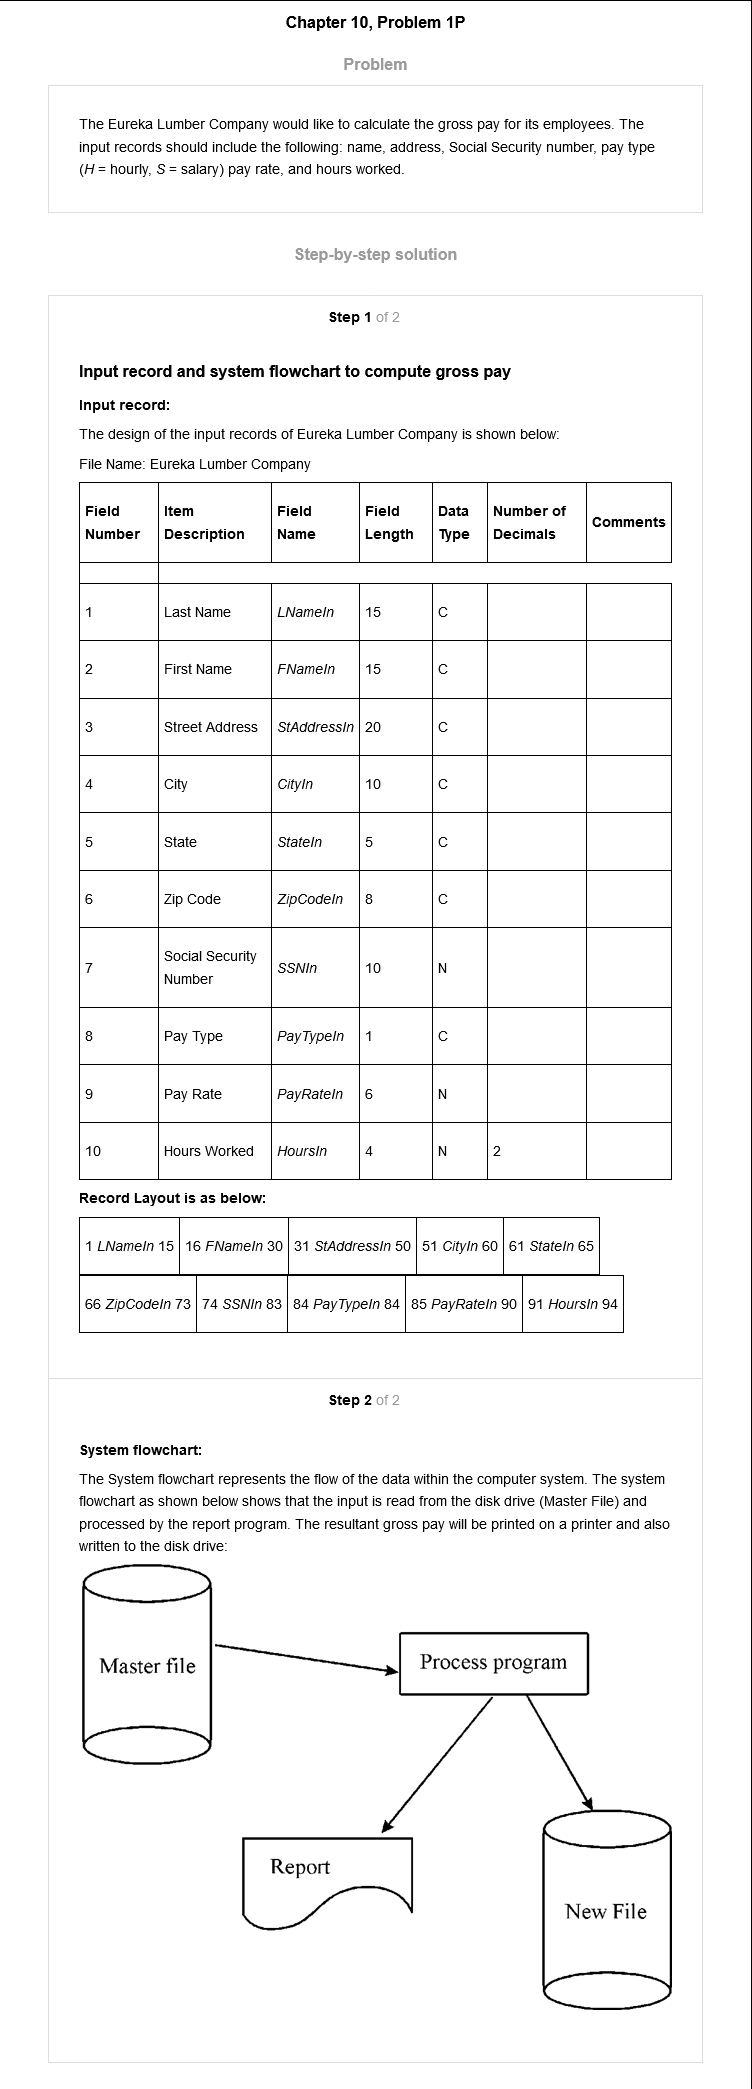 Chapter 10, Problem 1P
Problem
The Eureka Lumber Company would like to calculate the gross pay for its employees. The
input records should include the following: name, address, Social Security number, pay type
(H = hourly, S = salary) pay rate, and hours worked.
Step-by-step solution
Step 1 of 2
Input record and system flowchart to compute gross pay
Input record:
The design of the input records of Eureka Lumber Company is shown below:
File Name: Eureka Lumber Company
Field Number Item Description Field Name Field Length Data Type Number of Decimals Comments
1 Last Name LNameIn 15 C
2 First Name FNameIn 15 C
3 Street Address StAddressIn 20 C
4 City CityIn 10 C
5 State StateIn 5 C
6 Zip Code ZipCodeIn 8 C
7 Social Security Number SSNIn 10 N
8 Pay Type PayTypeIn 1 C
9 Pay Rate PayRateIn 6 N
10 Hours Worked HoursIn 4 N 2
Record Layout is as below:
1 LNameIn 15 16 FNameIn 30 31 StAddressIn 50 51 CityIn 60 61 StateIn 65
66 ZipCodeIn 73 74 SSNIn 83 84 PayTypeIn 84 85 PayRateIn 90 91 HoursIn 94
Step 2 of 2
System flowchart:
The System flowchart represents the flow of the data within the computer system. The system
flowchart as shown below shows that the input is read from the disk drive (Master File) and
processed by the report program. The resultant gross pay will be printed on a printer and also
written to the disk drive:
Master file
Process program
Report
New File